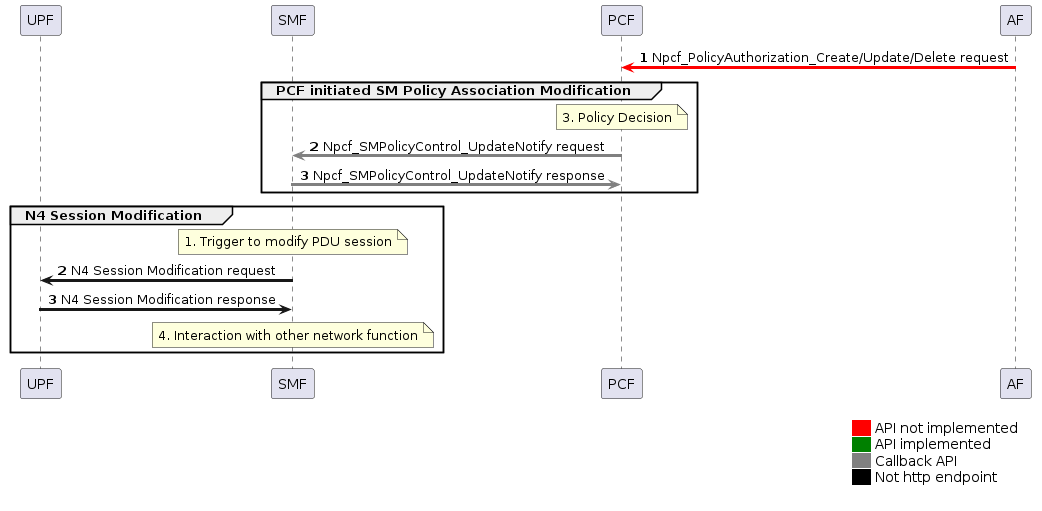 UPF SMF PCF AF
1 Npcf_PolicyAuthorization_Create/Update/Delete request
PCF initiated SM Policy Association Modification
3. Policy Decision
2 Npcf_SMPolicyControl_UpdateNotify request
3 Npcf_SMPolicyControl_UpdateNotify response
N4 Session Modification
1. Trigger to modify PDU session
2 N4 Session Modification request
3 N4 Session Modification response
4. Interaction with other network function
UPF SMF PCF AF
API not implemented
API implemented
Callback API
Not http endpoint